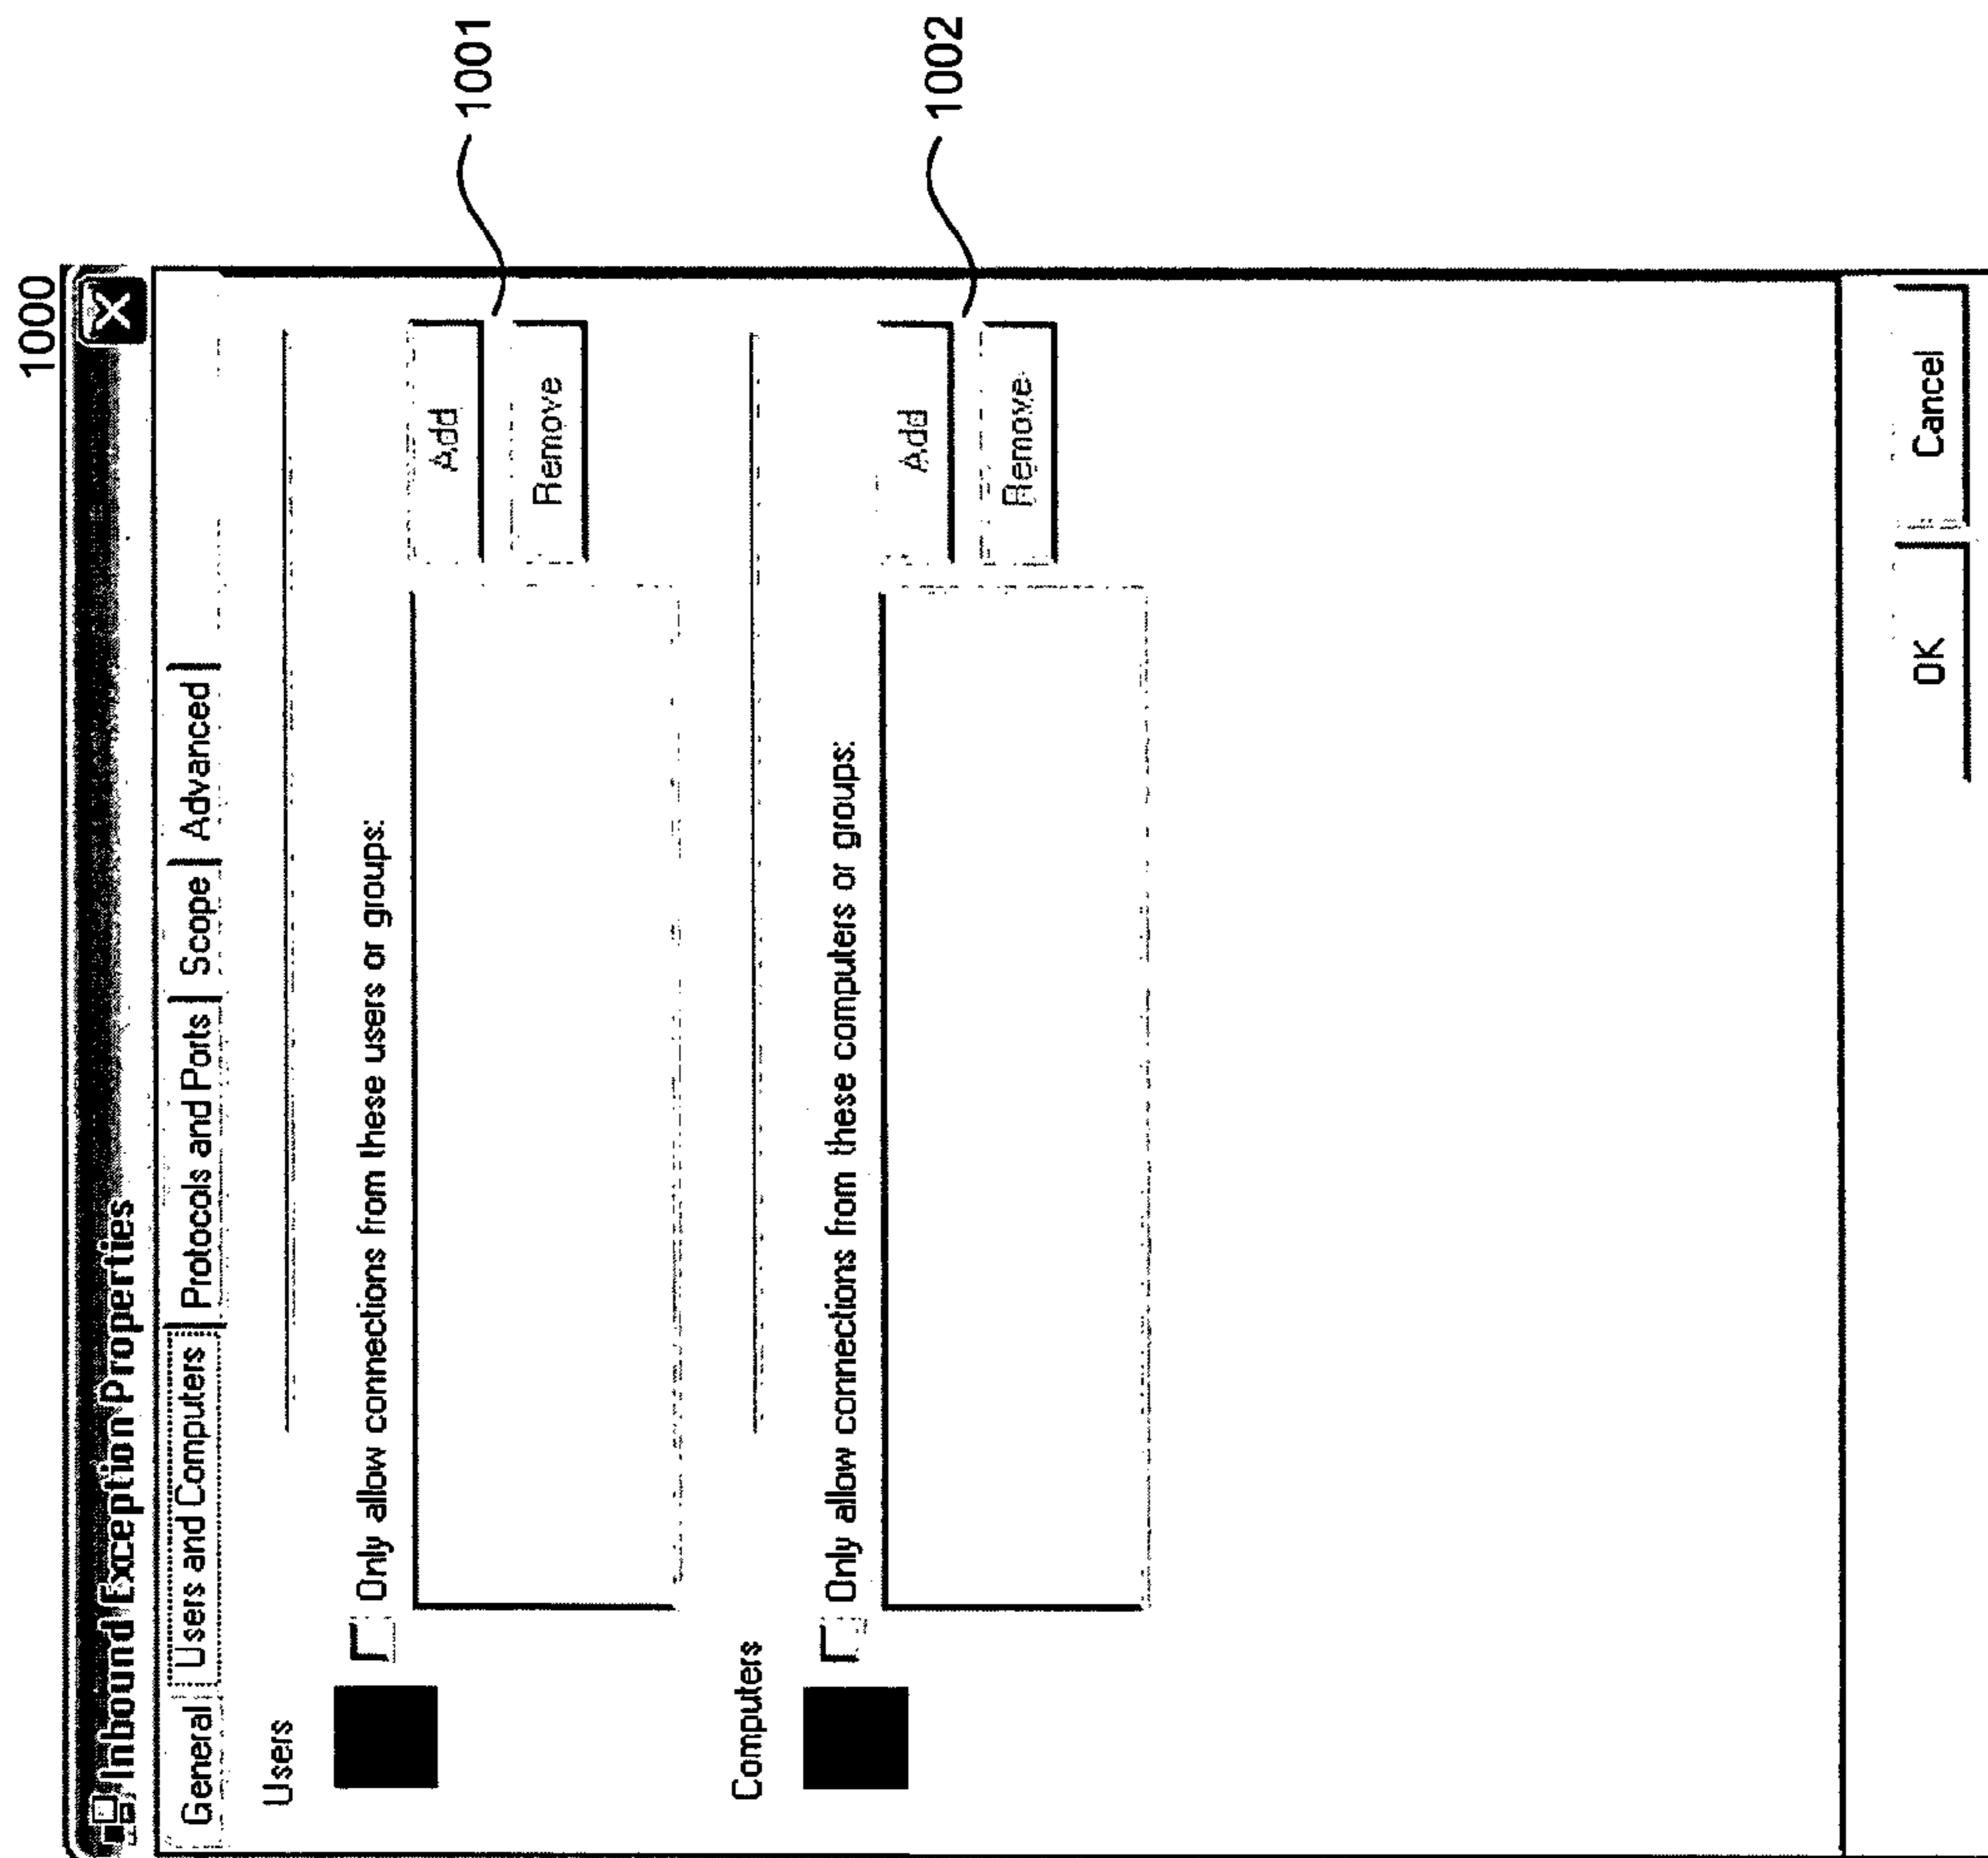 1000
Inbound Exception Properties
General Users and Computers Protocols and Ports Scope Advanced
Users
Only allow connections from these users or groups:
Add
1001
Remove
Computers
Only allow connections from these computers or groups:
Add
1002
Remove
OK Cancel